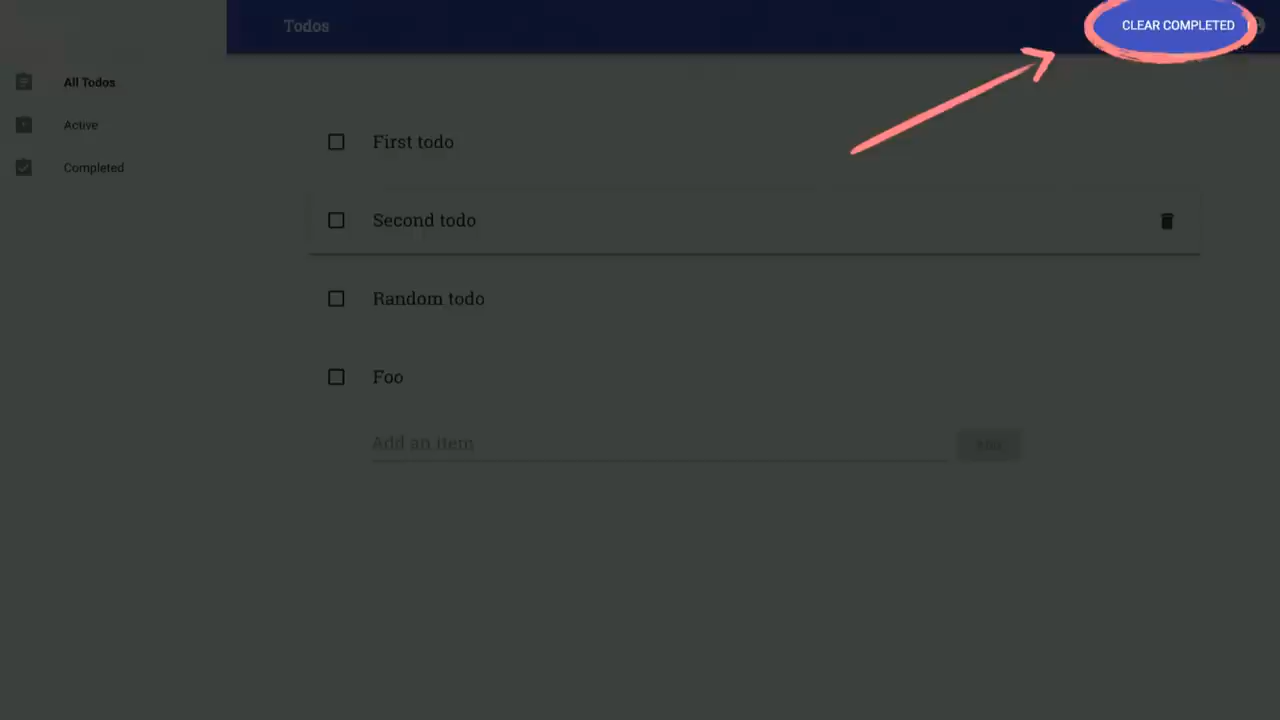 Todos
CLEAR COMPLETED
All Todos
Active
Completed
First todo
Second todo
Random todo
Foo
Add an item